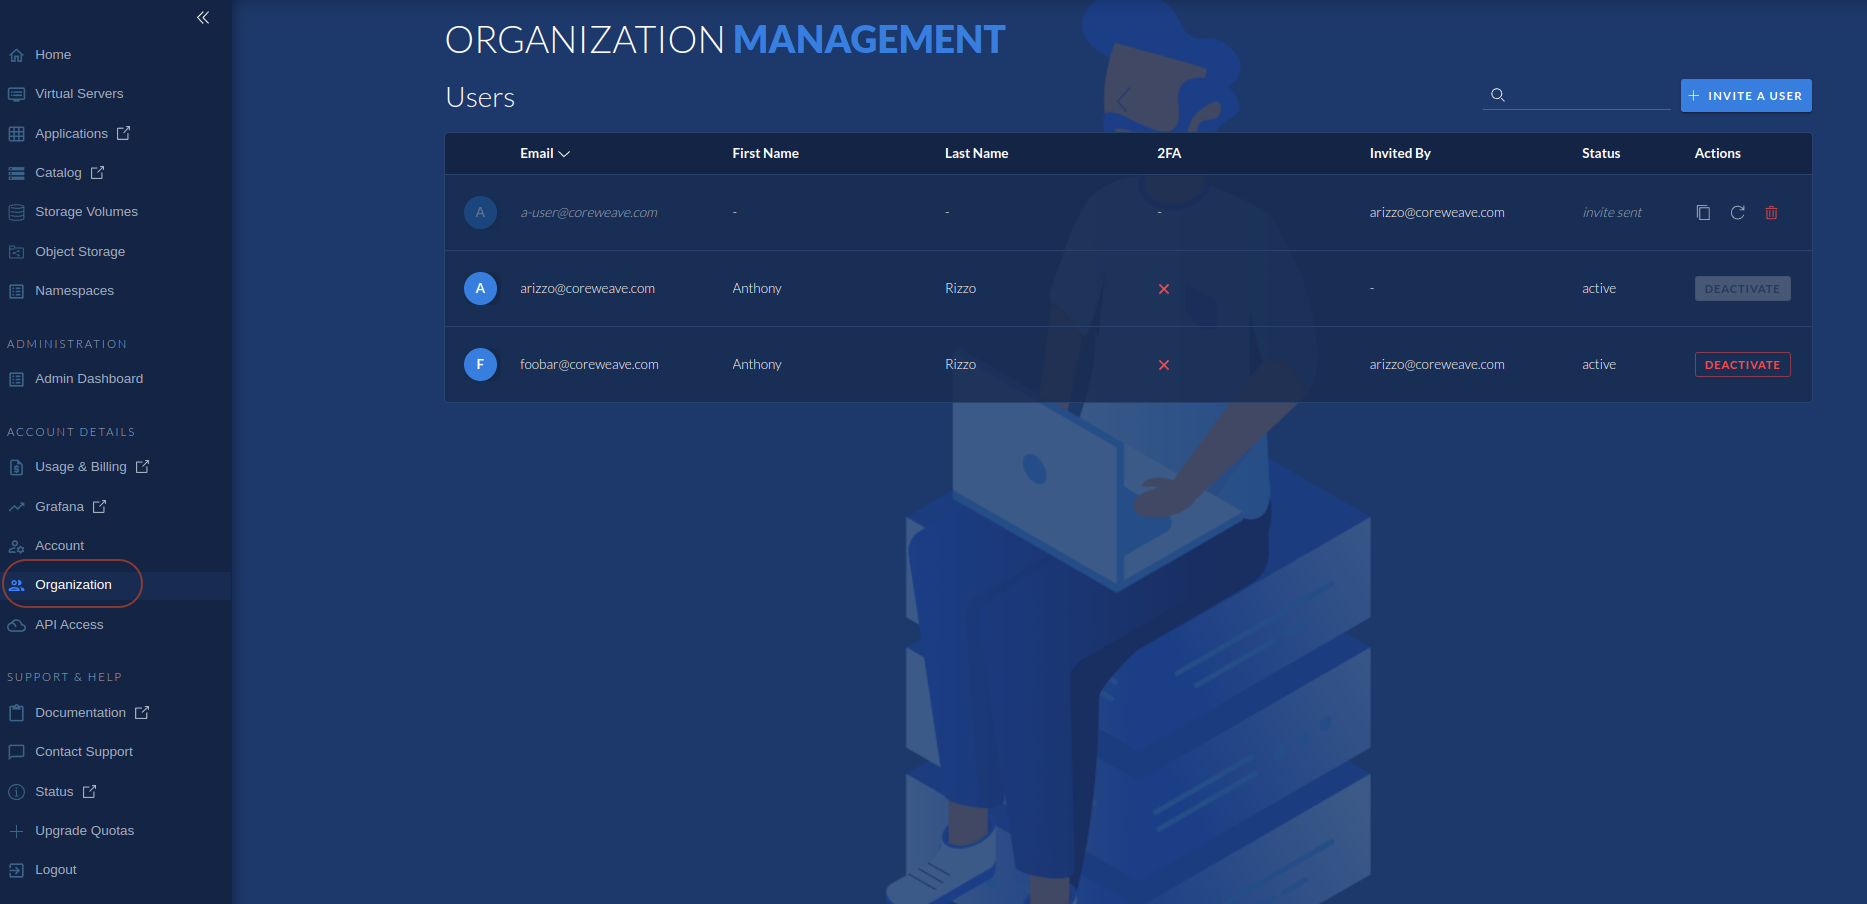 Home
Virtual Servers
Applications
Catalog
Storage Volumes
Object Storage
Namespaces
ADMINISTRATION
Admin Dashboard
ACCOUNT DETAILS
Usage & Billing
Grafana
Account
Organization
API Access
SUPPORT & HELP
Documentation
Contact Support
Status
Upgrade Quotas
Logout
ORGANIZATION MANAGEMENT
Users
+ INVITE A USER
Email First Name Last Name 2FA Invited By Status Actions
A a-user@coreweave.com - - - arizzo@coreweave.com invite sent
A arizzo@coreweave.com Anthony Rizzo - active DEACTIVATE
F foobar@coreweave.com Anthony Rizzo arizzo@coreweave.com active DEACTIVATE